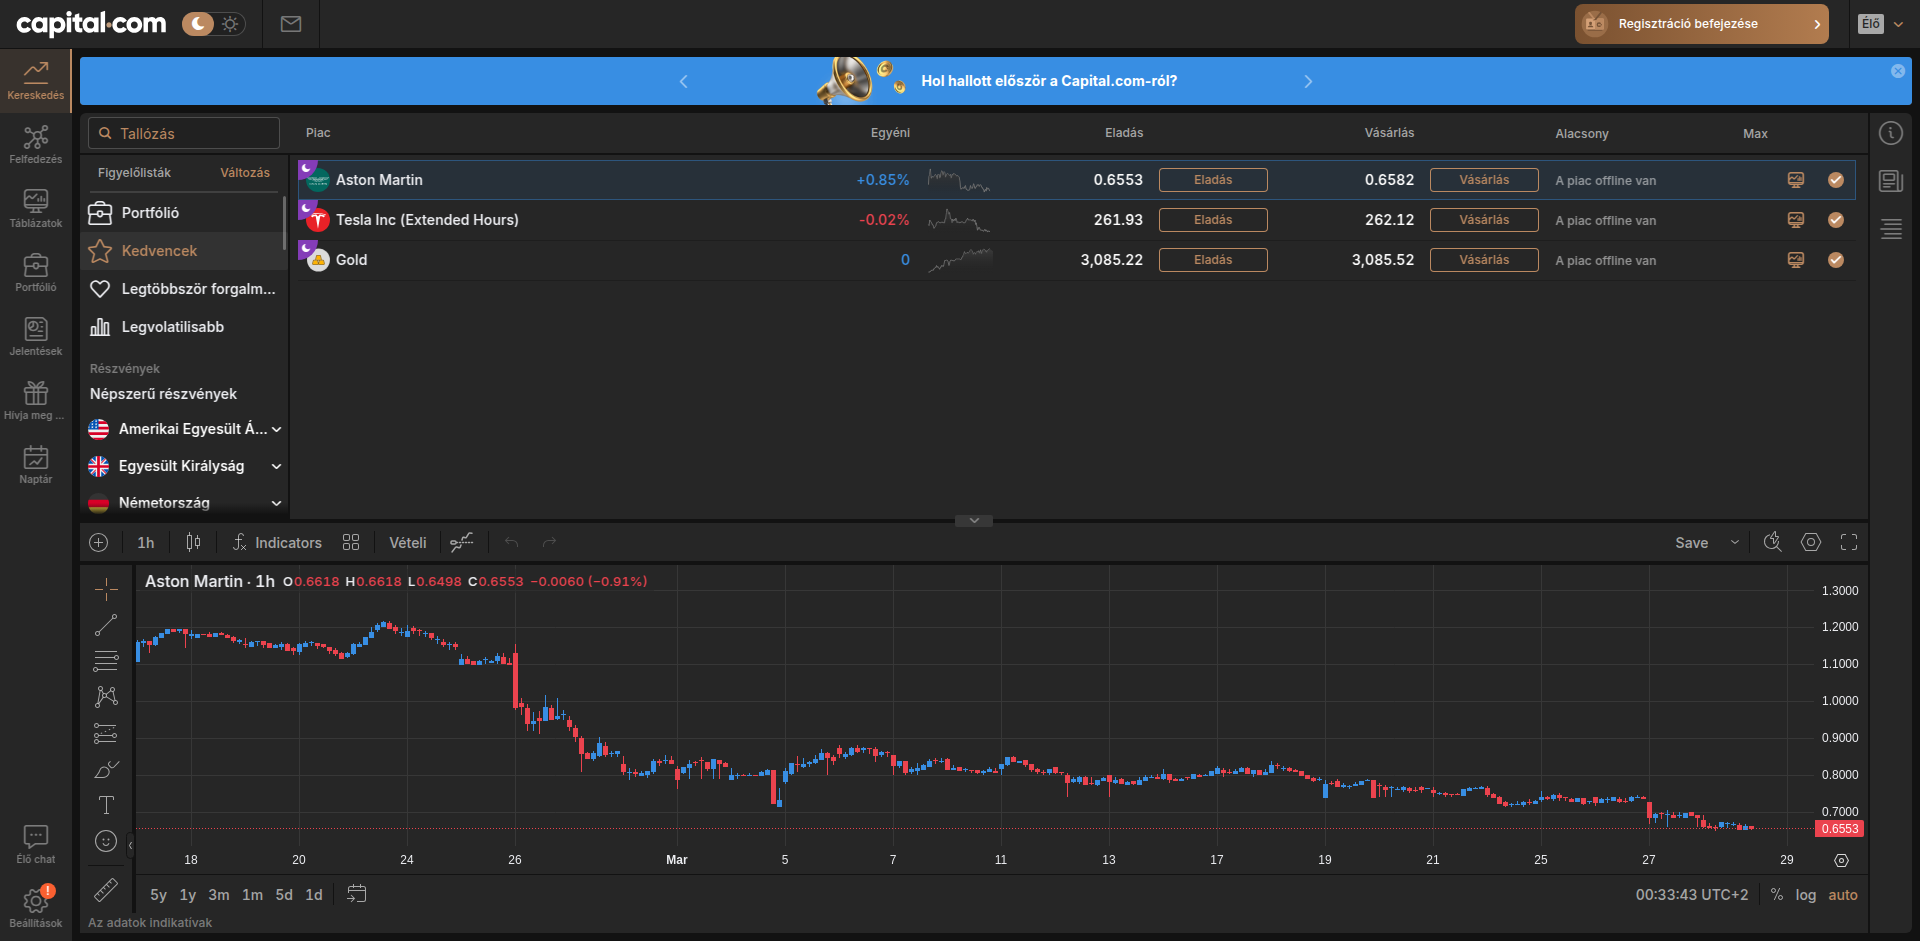 capital.com
Regisztráció befejezése
Élő
Kereskedés
Felfedezés
Táblázatok
Portfólió
Jelentések
Hívja meg ...
Naptár
Élő chat
!
Beállítások
Hol hallott először a Capital.com-ról?
Tallózás
Figyelőlisták Változás
Portfólió
Kedvencek
Legtöbbször forgalm...
Legvolatilisabb
Részvények
Népszerű részvények
Amerikai Egyesült Á...
Egyesült Királyság
Németország
Piac Egyéni Eladás Vásárlás Alacsony Max
Aston Martin +0.85% 0.6553 Eladás 0.6582 Vásárlás A piac offline van
Tesla Inc (Extended Hours) -0.02% 261.93 Eladás 262.12 Vásárlás A piac offline van
Gold 0 3,085.22 Eladás 3,085.52 Vásárlás A piac offline van
1h Indicators Vételi Save
Aston Martin · 1h O0.6618 H0.6618 L0.6498 C0.6553 −0.0060 (−0.91%)
1.3000
1.2000
1.1000
1.0000
0.9000
0.8000
0.7000
0.6553
18 20 24 26 Mar 5 7 11 13 17 19 21 25 27 29
5y 1y 3m 1m 5d 1d 00:33:43 UTC+2 % log auto
Az adatok indikatívak